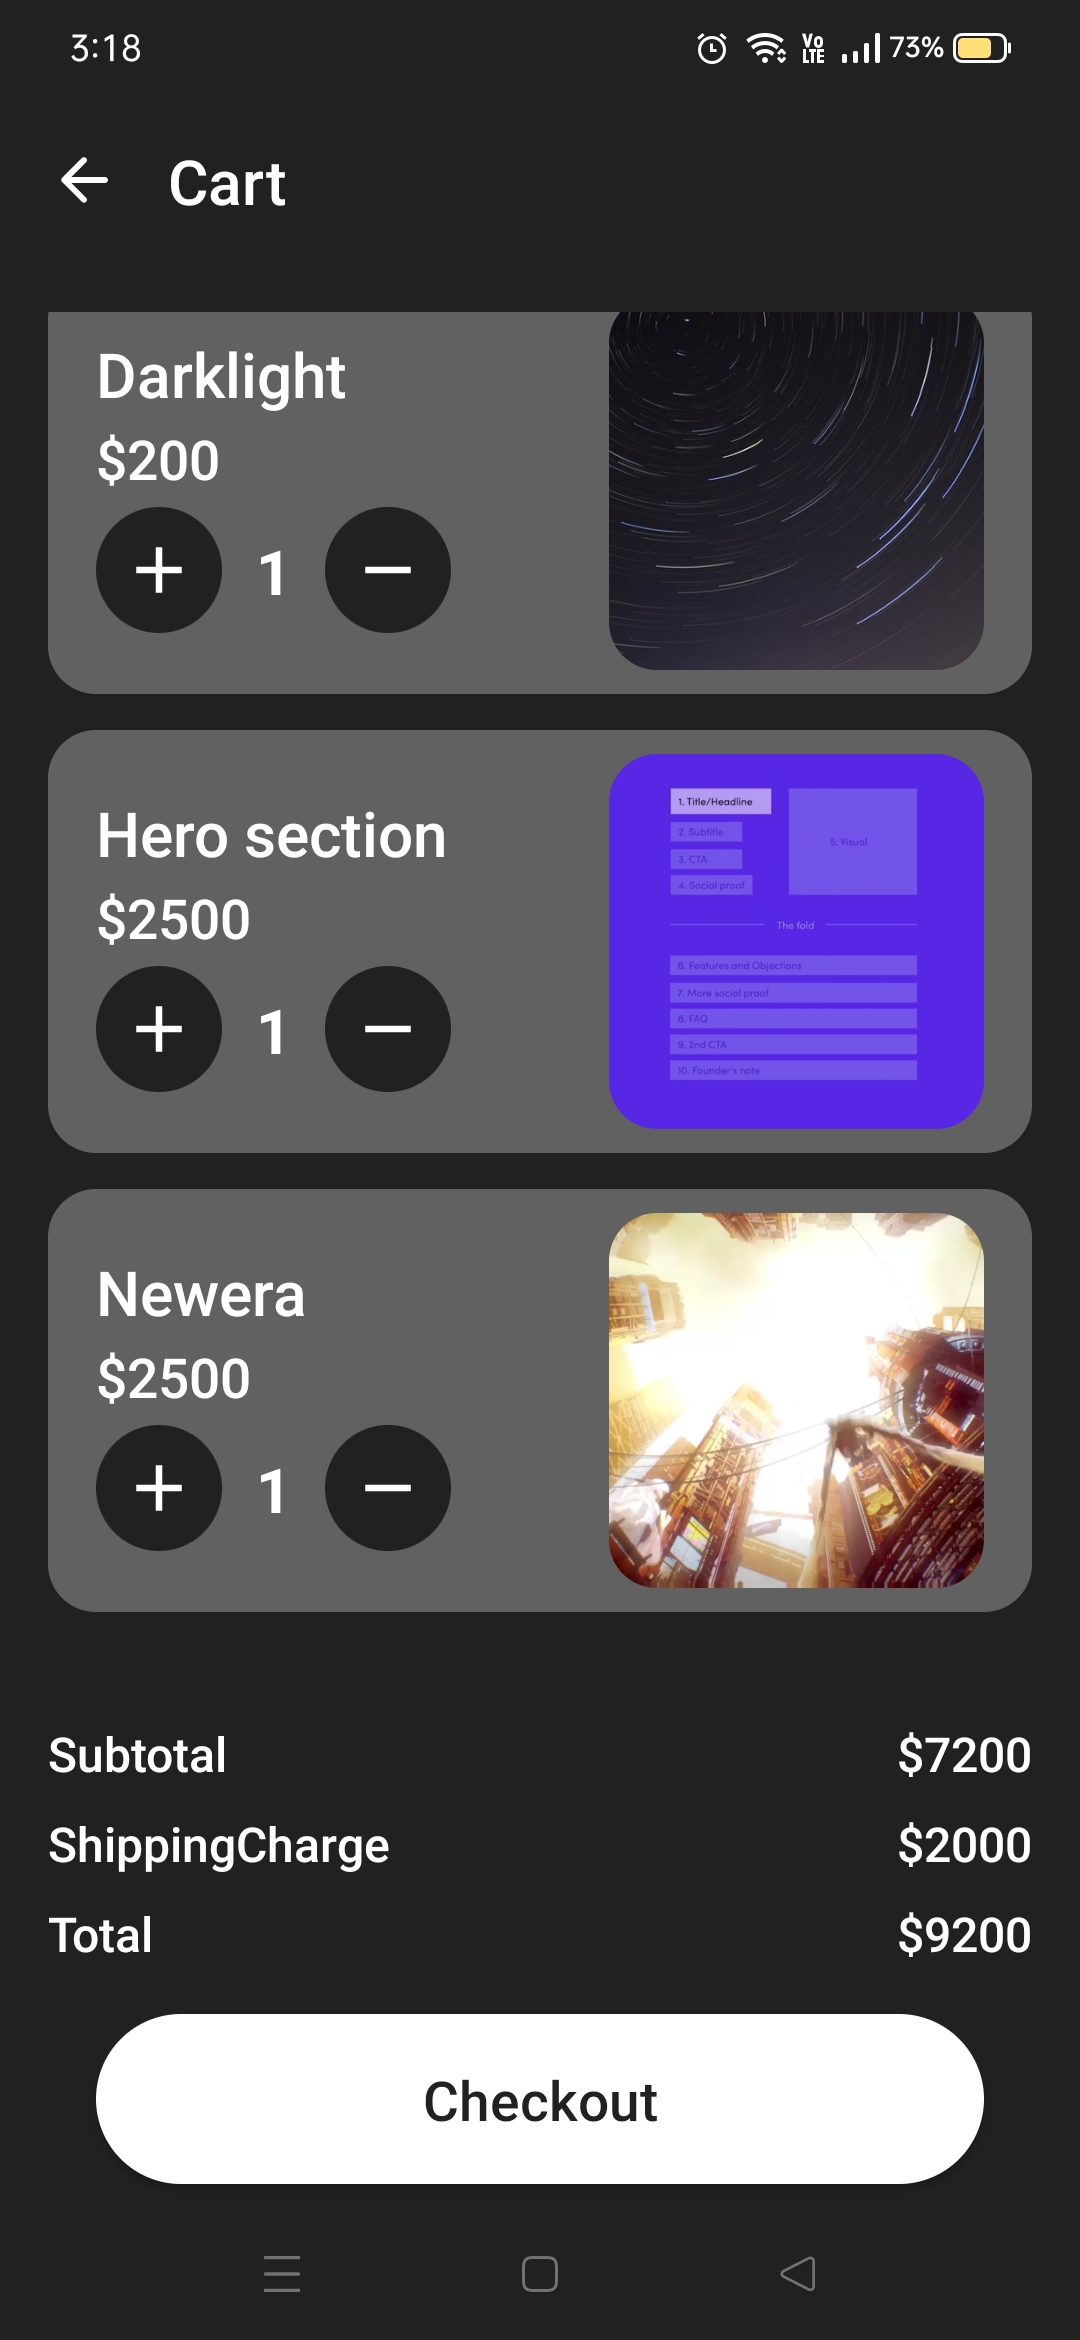 3:18
Vo LTE 73%
Cart
Darklight
$200
1
Hero section
$2500
1
1. Title/Headline
2. Subtitle
3. CTA
4. Social proof
5. Visual
The fold
6. Features and Objections
7. More social proof
8. FAQ
9. 2nd CTA
10. Founder's note
Newera
$2500
1
Subtotal $7200
ShippingCharge $2000
Total $9200
Checkout